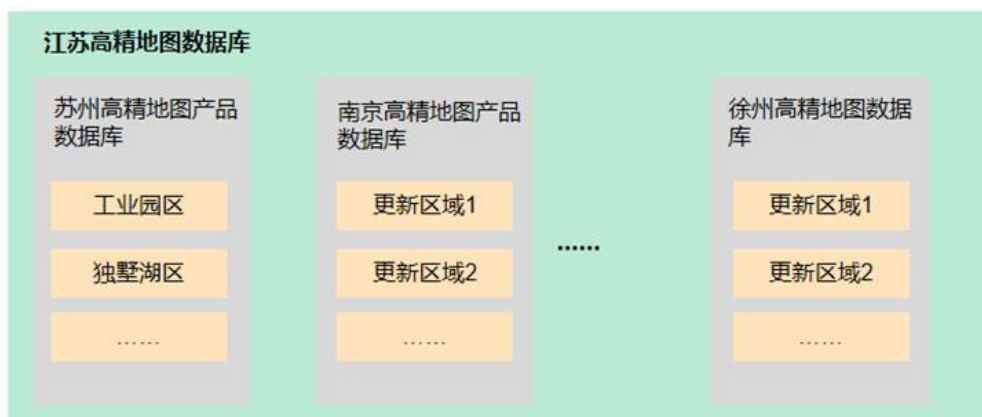 江苏高精地图数据库
苏州高精地图产品
数据库
工业园区
独墅湖区
……
南京高精地图产品
数据库
更新区域1
更新区域2
……
……
徐州高精地图数据
库
更新区域1
更新区域2
……